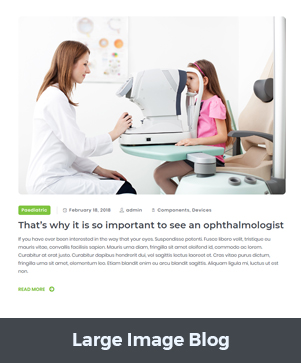 Paediatric February 18, 2018 admin Components, Devices
That's why it is so important to see an ophthalmologist
If you have ever been interested in the way that your eyes. Suspendisse potenti. Fusce libero velit, tristique eu
mauris vitae, convallis facilisis sapien. Mauris urna diam, fringilla sit amet eleifend id, commodo ac lorem.
Curabitur at erat justo. Curabitur dapibus hendrerit dui, vel sagittis lectus laoreet at. Cras vitae purus dictum,
fringilla urna sit amet, elementum leo. Etiam blandit enim eu arcu blandit sagittis. Aliquam ligula mi, luctus ut est
non,
READ MORE
Large Image Blog